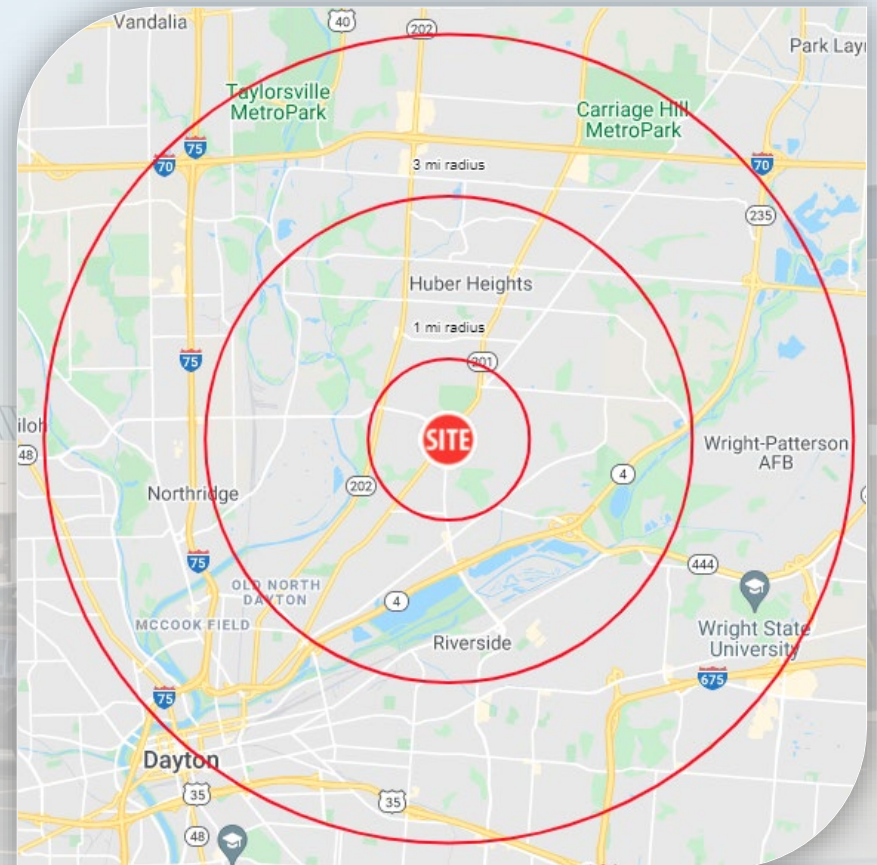 Vandalia
40
202
Park Lay
Taylorsville
MetroPark
Carriage Hill
MetroPark
75
70
3 mi radius
70
235
Huber Heights
1 mi radius
75
201
SITE
iloh
48
Wright-Patterson
AFB
4
202
Northridge
75
444
OLD NORTH
DAYTON
4
MCCOOK FIELD
Wright State
University
Riverside
675
75
Dayton
35
35
48